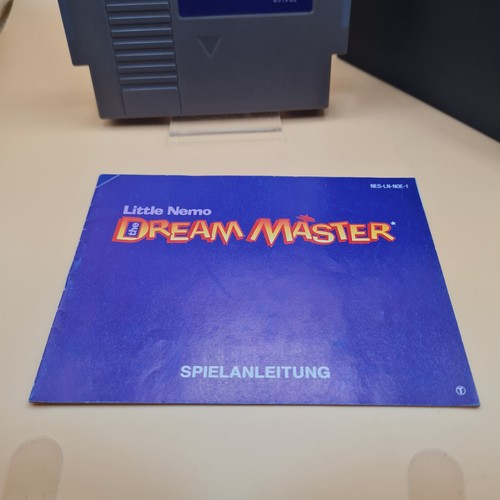 NES-LN-NOE-1
Little Nemo
the DREAM MASTER
SPIELANLEITUNG